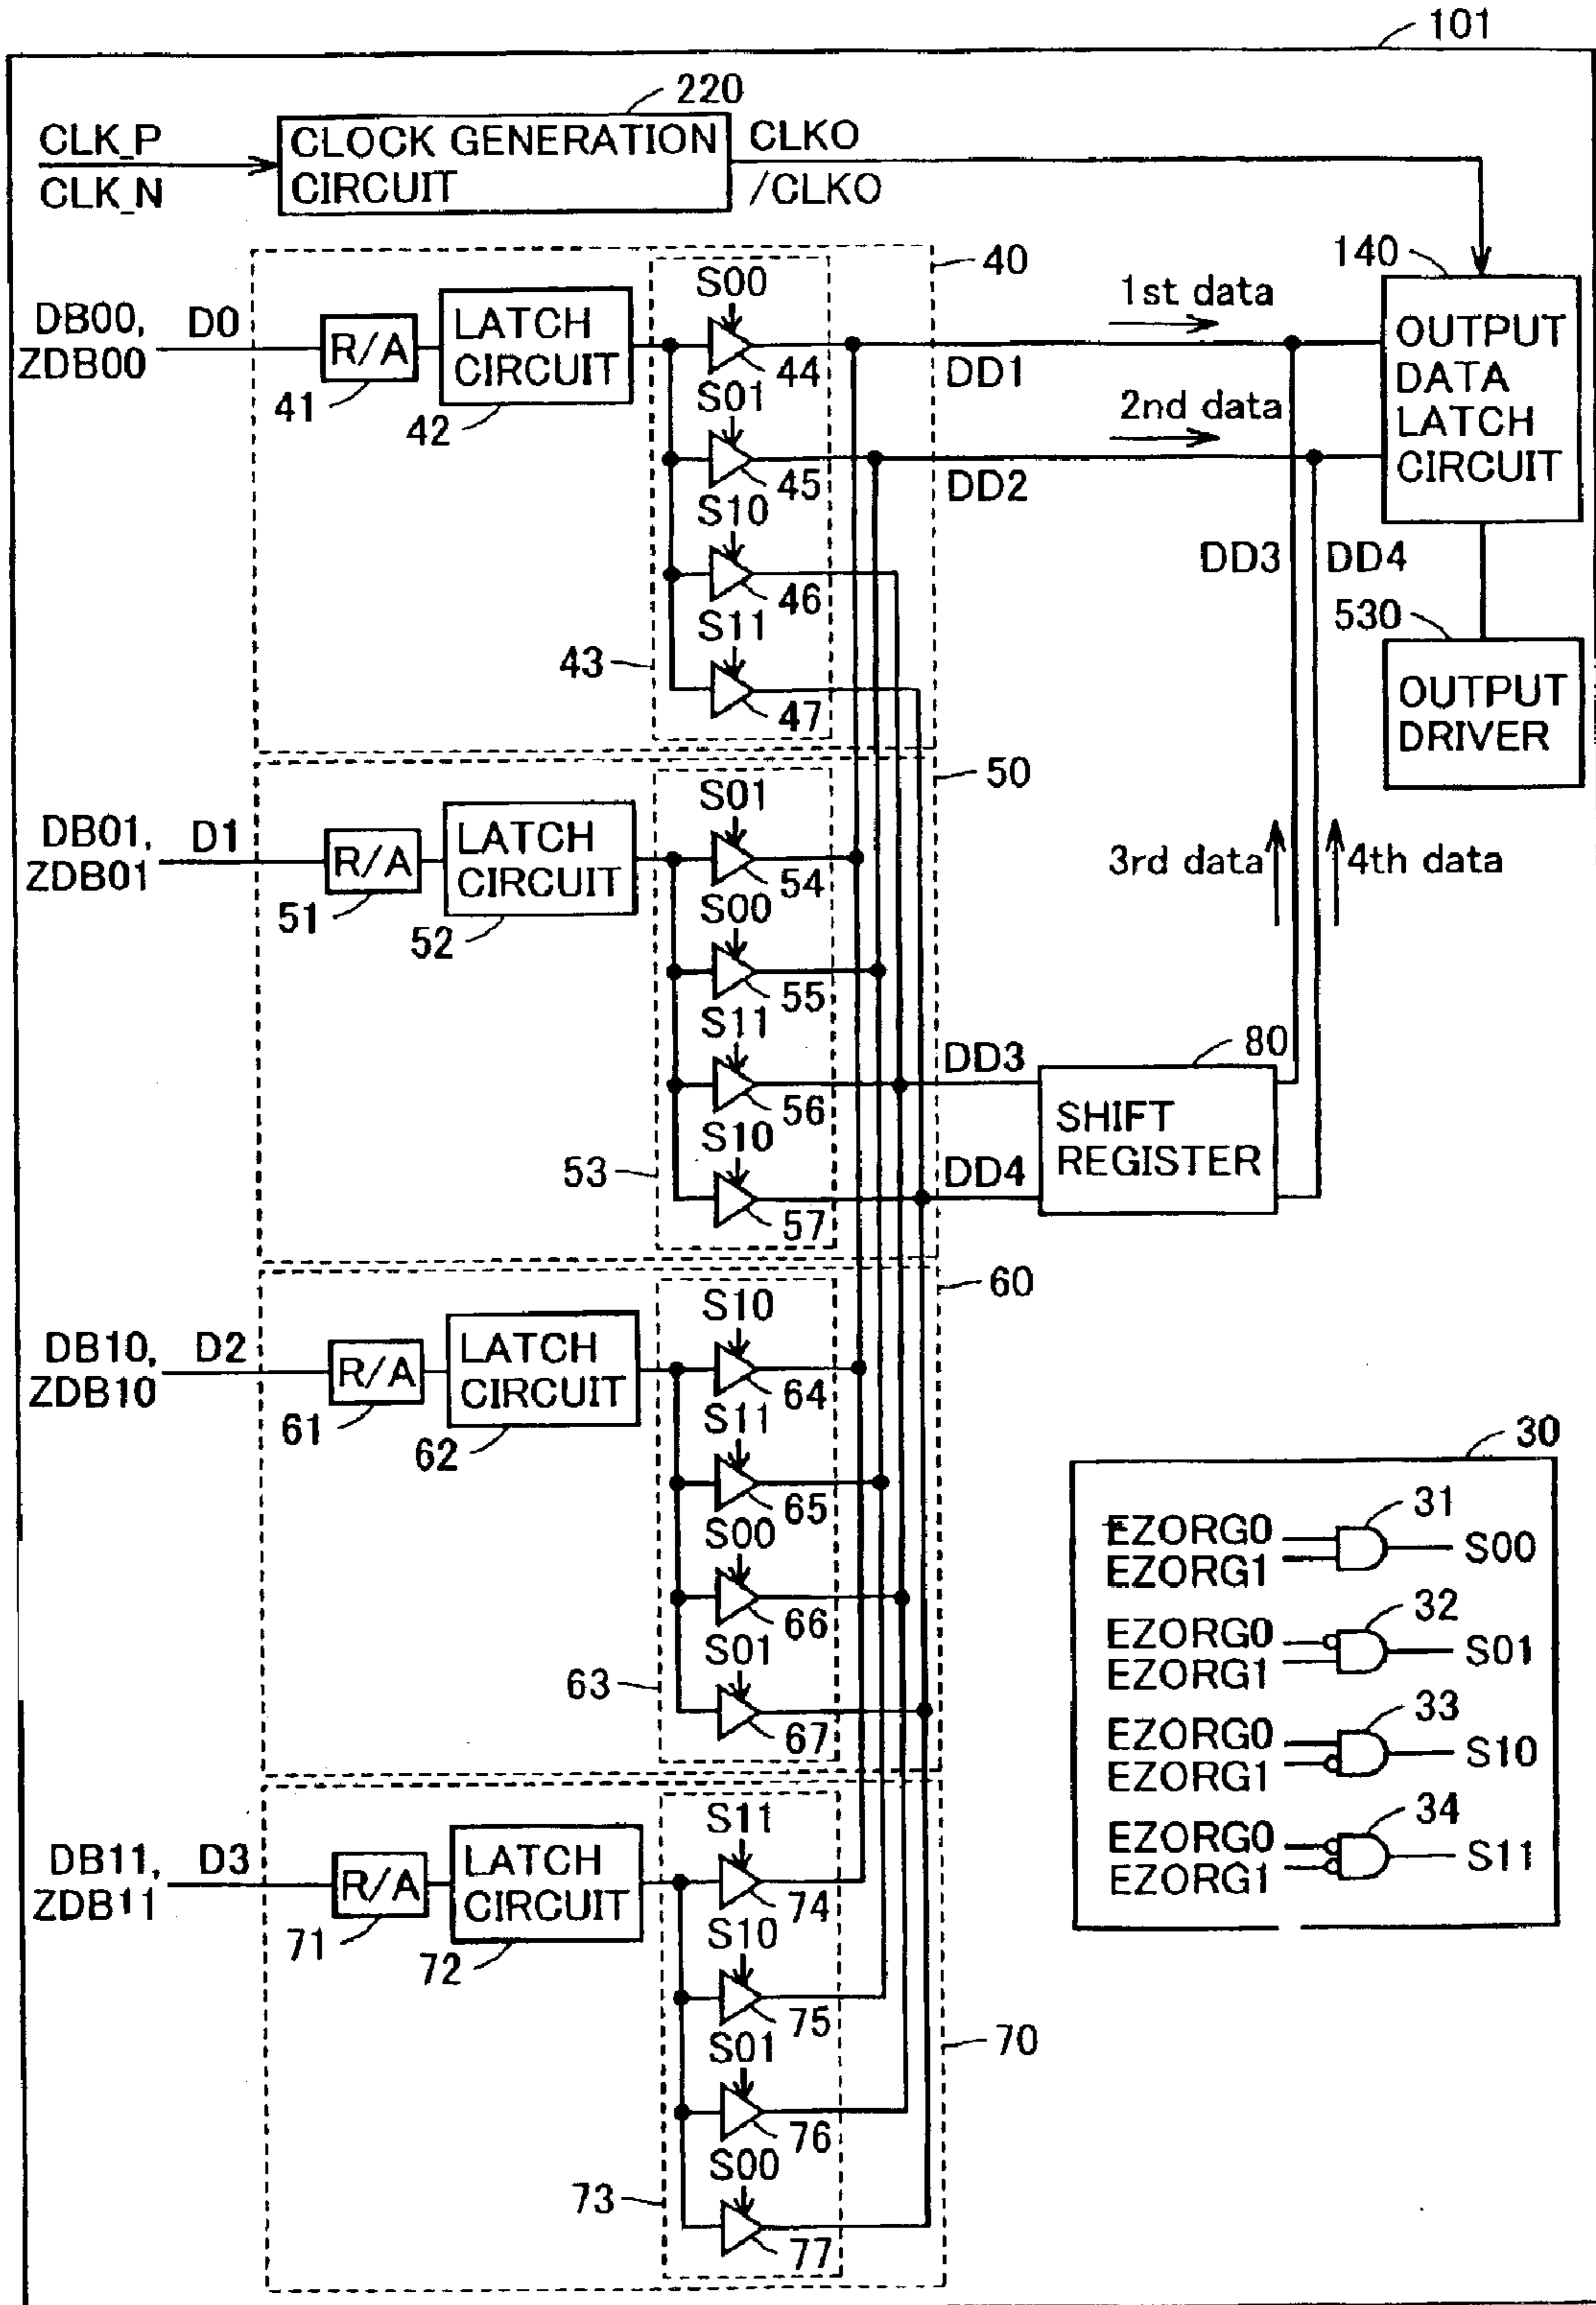 101
220
CLK_P
CLK_N
CLOCK GENERATION
CIRCUIT
CLKO
/CLKO
40
140
DB00,
ZDB00
D0
R/A
41
LATCH
CIRCUIT
42
S00
44
S01
45
S10
46
S11
47
43
DD1
1st data
DD2
2nd data
OUTPUT
DATA
LATCH
CIRCUIT
DD3
DD4
530
OUTPUT
DRIVER
50
DB01,
ZDB01
D1
R/A
51
LATCH
CIRCUIT
52
S01
54
S00
55
S11
56
S10
57
53
3rd data
4th data
DD3
DD4
80
SHIFT
REGISTER
60
DB10,
ZDB10
D2
R/A
61
LATCH
CIRCUIT
62
S10
64
S11
65
S00
66
S01
67
63
30
EZORG0
EZORG1
31
S00
EZORG0
EZORG1
32
S01
EZORG0
EZORG1
33
S10
EZORG0
EZORG1
34
S11
DB11,
ZDB11
D3
R/A
71
LATCH
CIRCUIT
72
S11
74
S10
75
S01
76
S00
77
73
70